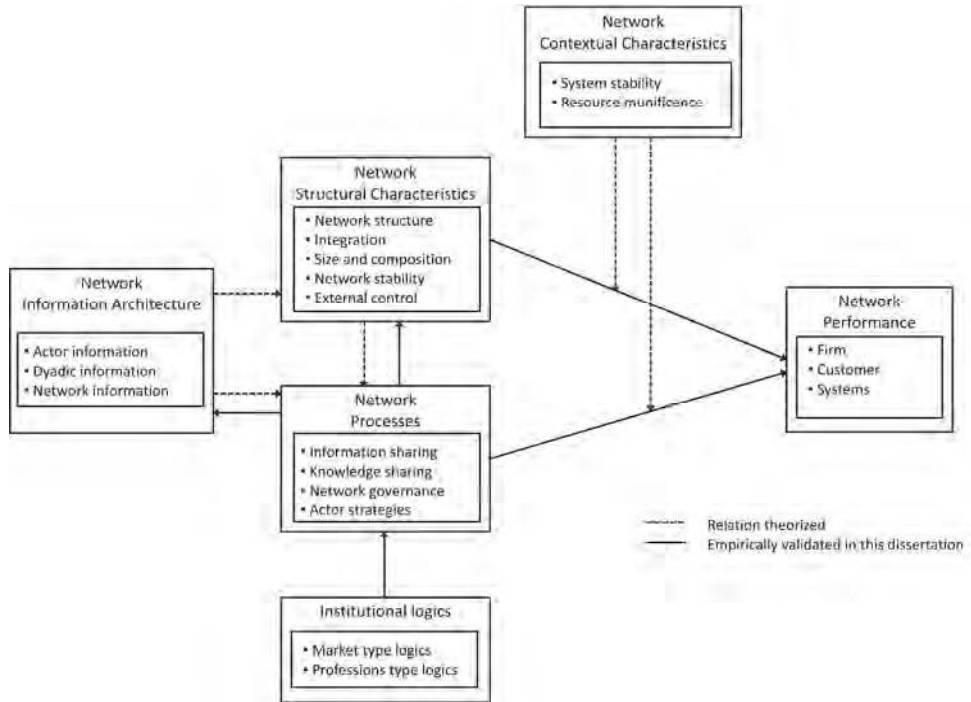 Network
Contextual Characteristics
• System stability
• Resource munificence
Network
Structural Characteristics
• Network structure
• Integration
• Size and composition
• Network stability
• External control
Network
Information Architecture
• Actor information
• Dyadic information
• Network information
Network
Performance
• Firm
• Customer
• Systems
Network
Processes
• Information sharing
• Knowledge sharing
• Network governance
• Actor strategies
Relation theorized
Empirically validated in this dissertation
Institutional logics
• Market type logics
• Professions type logics